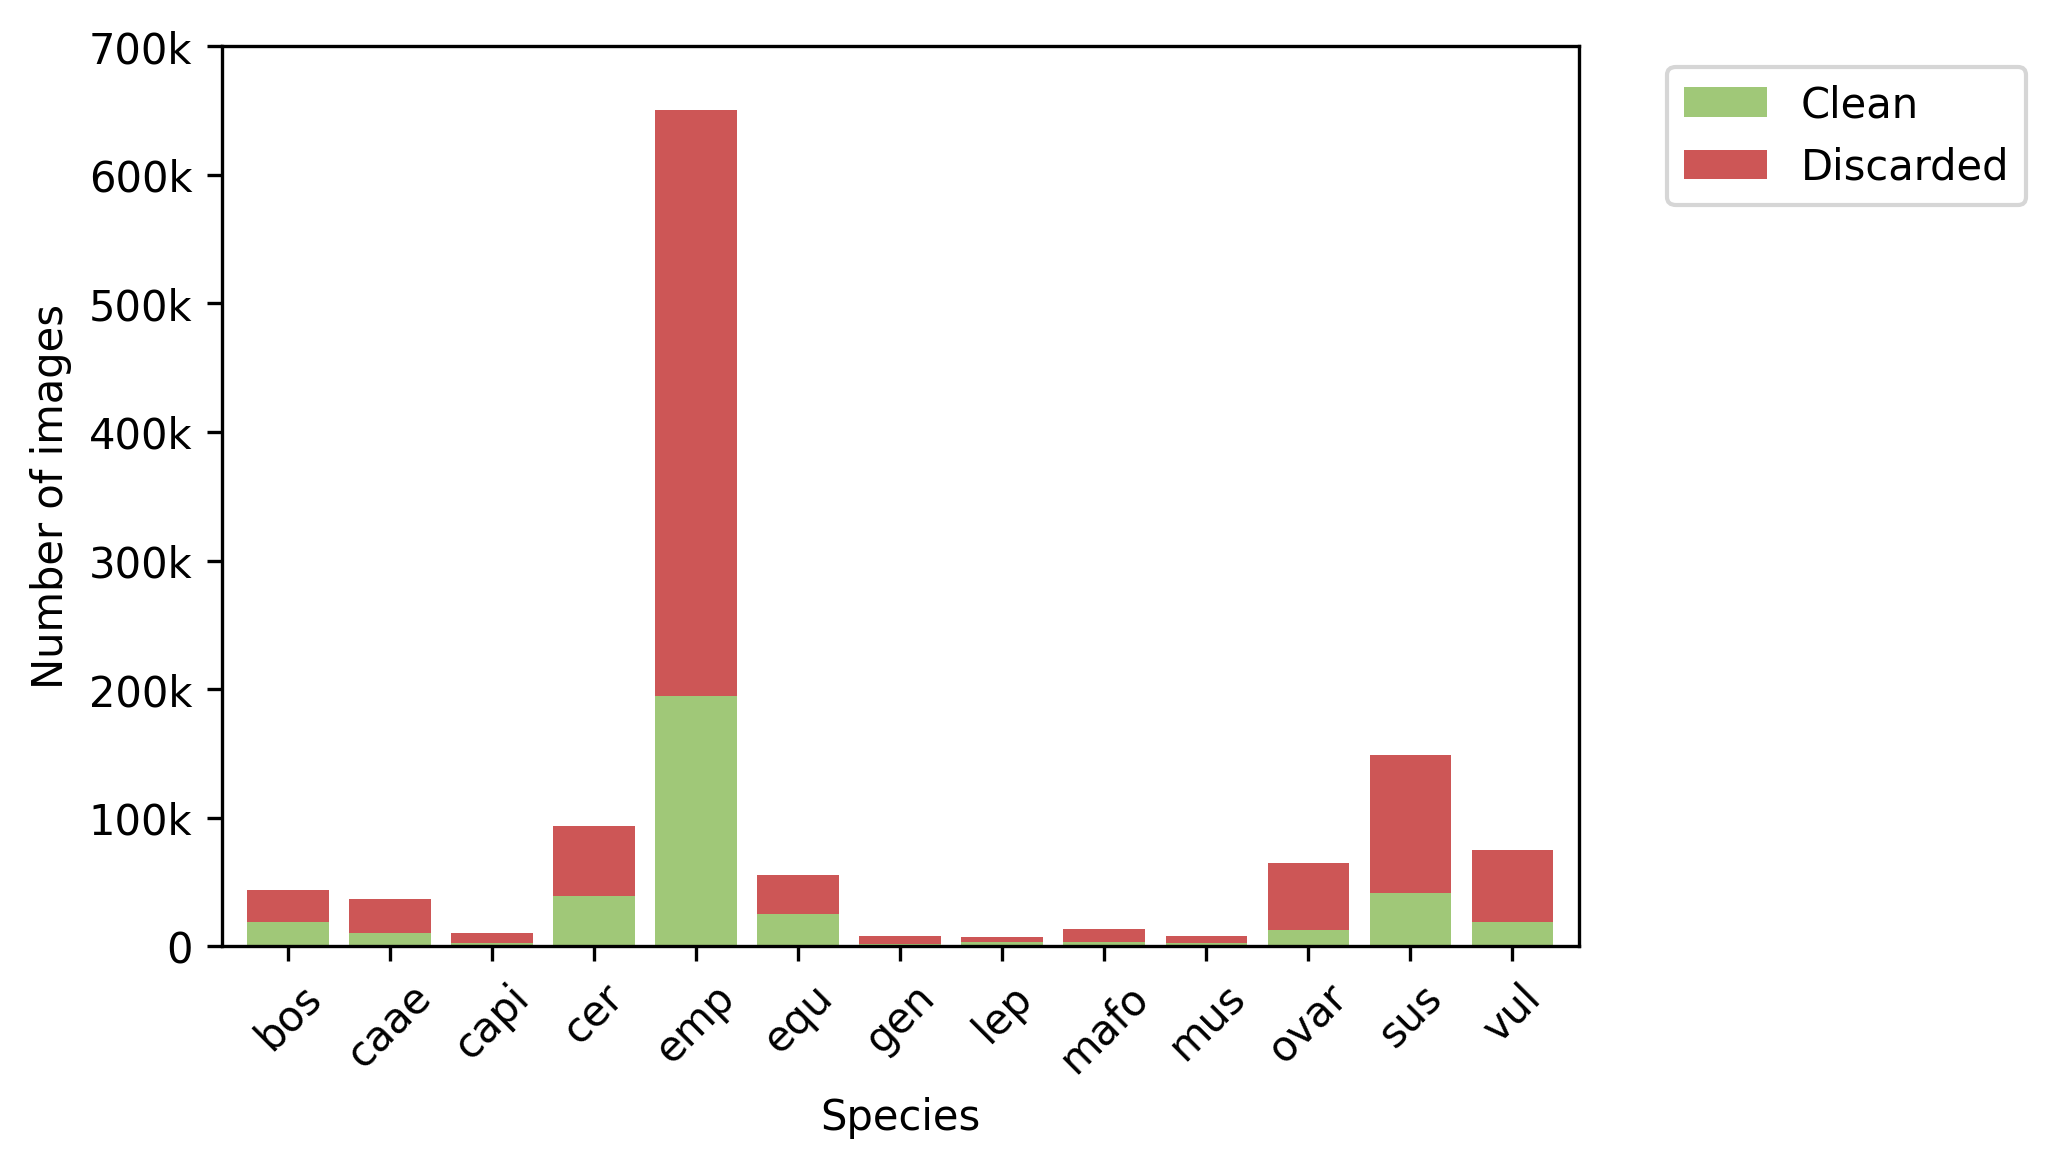 700k
600k
500k
400k
300k
200k
100k
0
Number of images
bos
caae
capi
cer
emp
equ
gen
lep
mafo
mus
ovar
sus
vul
Species
Clean
Discarded